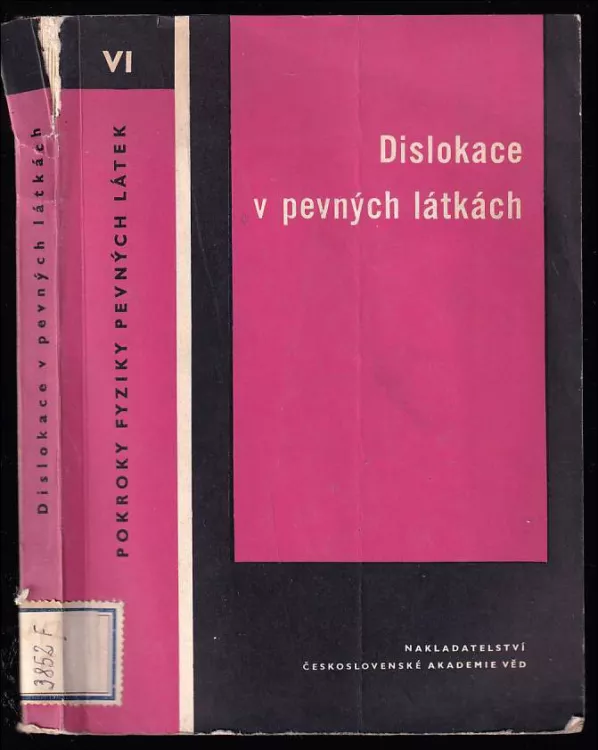 Dislokace v pevných látkách
3852 F
VI
POKROKY FYZIKY PEVNÝCH LÁTEK
Dislokace
v pevných látkách
NAKLADATELSTVÍ
ČESKOSLOVENSKÉ AKADEMIE VĚD